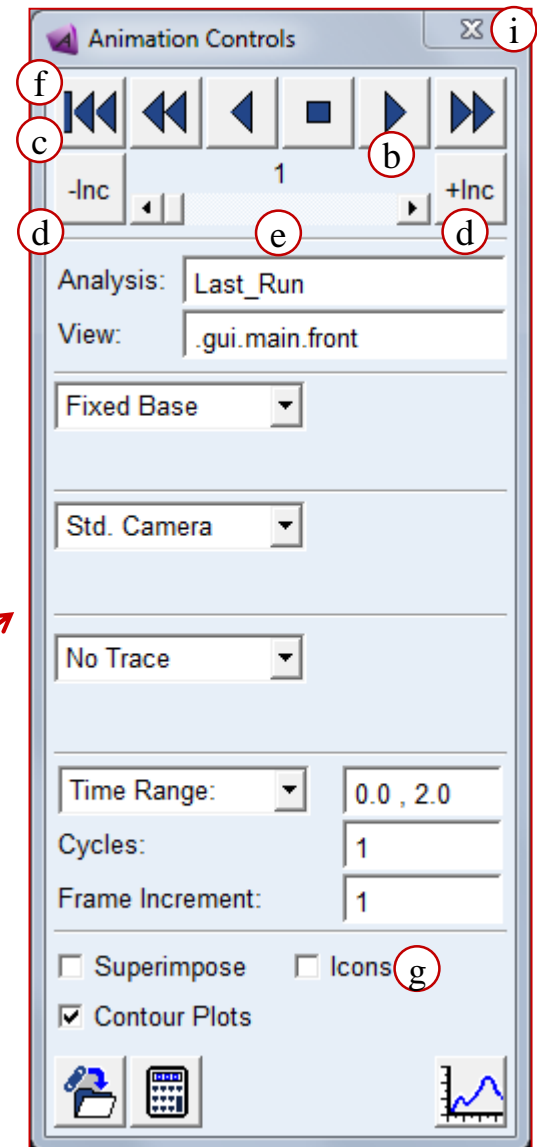 Animation Controls
i
f
c
b
-Inc
1
+Inc
d
e
d
Analysis: Last_Run
View: .gui.main.front
Fixed Base
Std. Camera
No Trace
Time Range: 0.0 , 2.0
Cycles: 1
Frame Increment: 1
Superimpose Icons g
Contour Plots